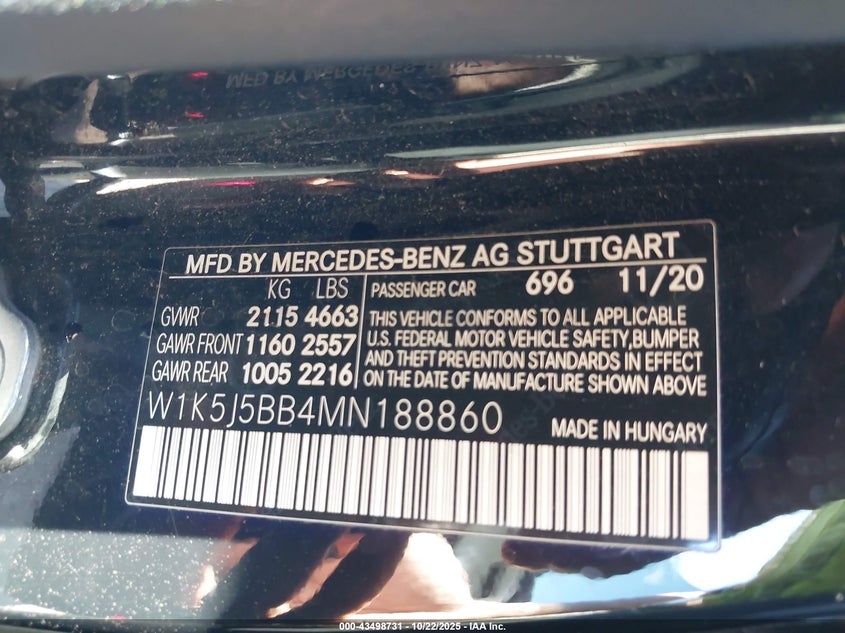 MFD BY MERCEDES-BENZ AG STUTTGART
KG LBS
GVWR 2115 4663
GAWR FRONT 1160 2557
GAWR REAR 1005 2216
PASSENGER CAR 696 11/20
THIS VEHICLE CONFORMS TO ALL APPLICABLE
U.S. FEDERAL MOTOR VEHICLE SAFETY,BUMPER
AND THEFT PREVENTION STANDARDS IN EFFECT
ON THE DATE OF MANUFACTURE SHOWN ABOVE
W1K5J5BB4MN188860
MADE IN HUNGARY
000-43498731 - 10/22/2025 - IAA Inc.